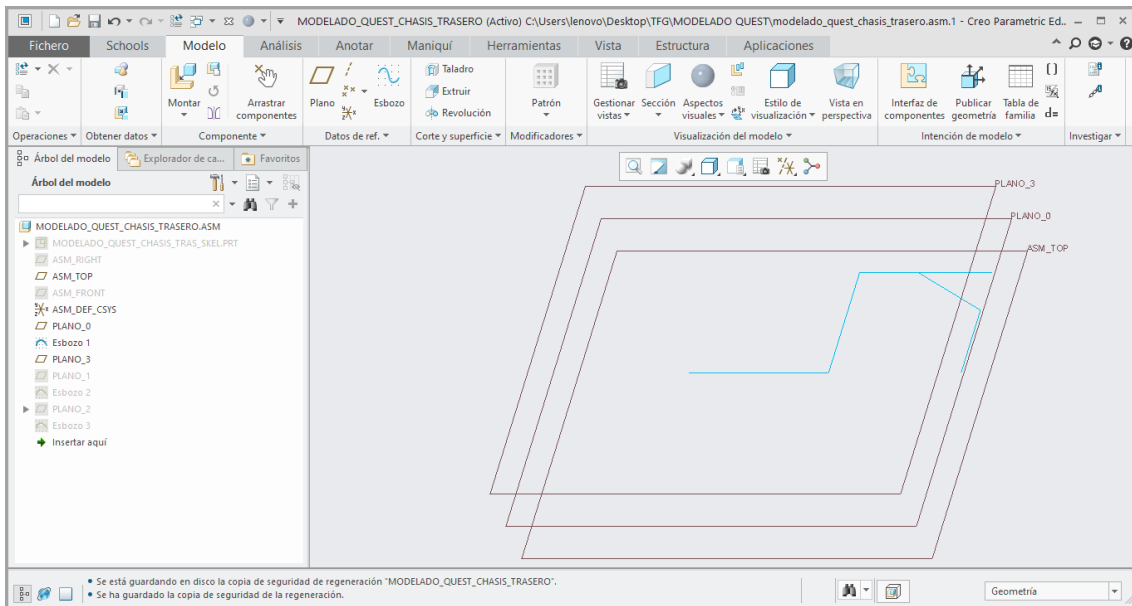 MODELADO_QUEST_CHASIS_TRASERO (Activo) C:\Users\lenovo\Desktop\TFG\MODELADO QUEST\modelado_quest_chasis_trasero.asm.1 - Creo Parametric Ed..
Fichero Schools Modelo Análisis Anotar Maniquí Herramientas Vista Estructura Aplicaciones
Montar
Arrastrar componentes
Plano
Esbozo
Taladro
Extruir
Revolución
Patrón
Gestionar vistas
Sección
Aspectos visuales
Estilo de visualización
Vista en perspectiva
Interfaz de componentes
Publicar geometría
Tabla de familia
d=
Operaciones Obtener datos Componente Datos de ref. Corte y superficie Modificadores Visualización del modelo Intención de modelo Investigar
Árbol del modelo Explorador de ca... Favoritos
Árbol del modelo
MODELADO_QUEST_CHASIS_TRASERO.ASM
MODELADO_QUEST_CHASIS_TRAS_SKEL.PRT
ASM_RIGHT
ASM_TOP
ASM_FRONT
ASM_DEF_CSYS
PLANO_0
Esbozo 1
PLANO_3
PLANO_1
Esbozo 2
PLANO_2
Esbozo 3
Insertar aquí
PLANO_3
PLANO_0
ASM_TOP
• Se está guardando en disco la copia de seguridad de regeneración "MODELADO_QUEST_CHASIS_TRASERO".
• Se ha guardado la copia de seguridad de la regeneración.
Geometría